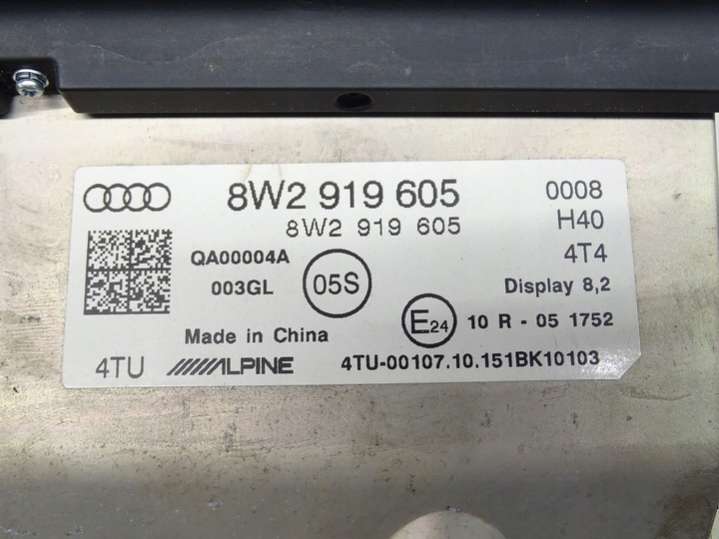 8W2 919 605 0008
8W2 919 605 H40
QA00004A 4T4
003GL 05S Display 8,2
Made in China E24 10 R - 05 1752
4TU ALPINE 4TU-00107.10.151BK10103